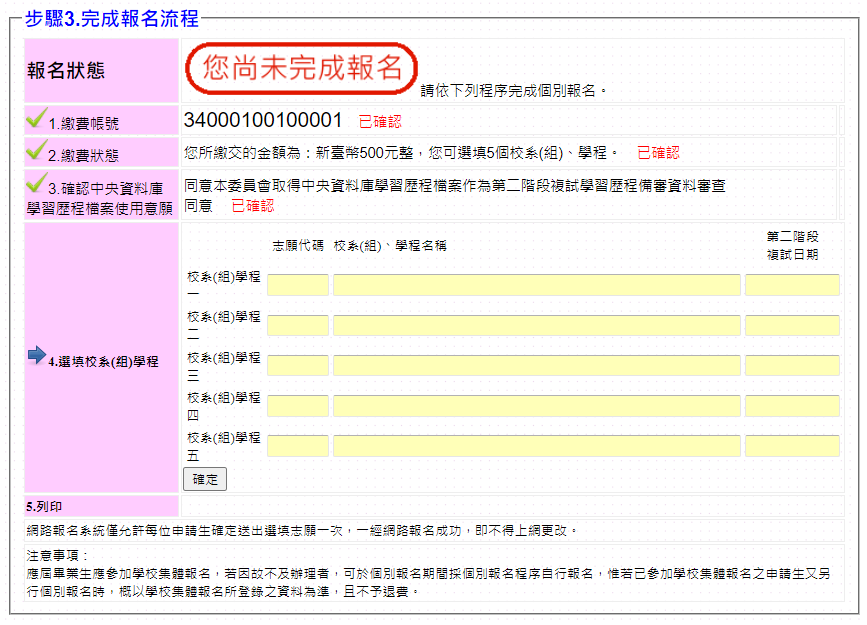 步驟3.完成報名流程
報名狀態
您尚未完成報名
請依下列程序完成個別報名。
1.繳費帳號
34000100100001 已確認
2.繳費狀態
您所繳交的金額為：新臺幣500元整，您可選填5個校系(組)、學程。 已確認
3.確認中央資料庫
學習歷程檔案使用意願
同意本委員會取得中央資料庫學習歷程檔案作為第二階段複試學習歷程備審資料審查
同意 已確認
4.選填校系(組)學程
志願代碼 校系(組)、學程名稱
第二階段
複試日期
校系(組)學程
一
校系(組)學程
二
校系(組)學程
三
校系(組)學程
四
校系(組)學程
五
確定
5.列印
網路報名系統僅允許每位申請生確定送出選填志願一次，一經網路報名成功，即不得上網更改。
注意事項：
應屆畢業生應參加學校集體報名，若因故不及辦理者，可於個別報名期間採個別報名程序自行報名，惟若已參加學校集體報名之申請生又另
行個別報名時，概以學校集體報名所登錄之資料為準，且不予退費。